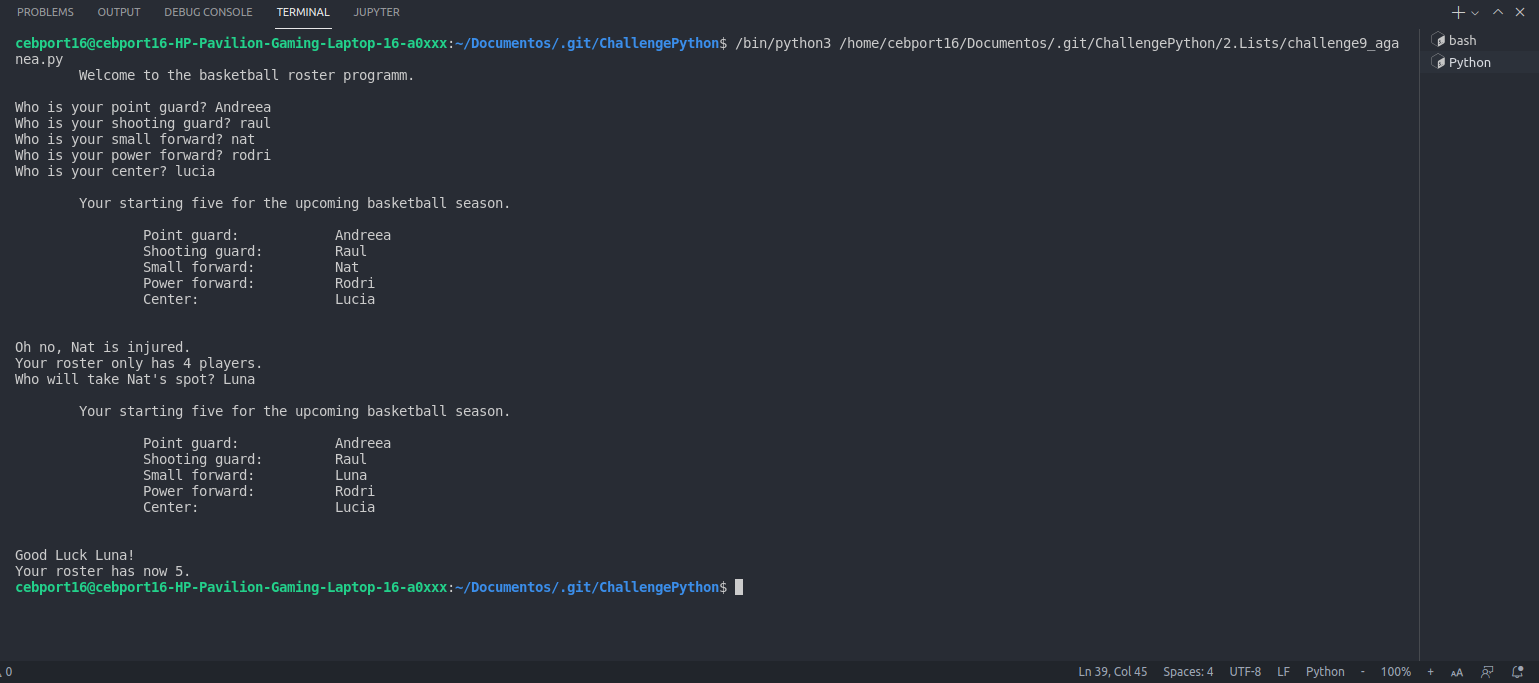 PROBLEMS OUTPUT DEBUG CONSOLE TERMINAL JUPYTER
cebport16@cebport16-HP-Pavilion-Gaming-Laptop-16-a0xxx:~/Documentos/.git/ChallengePython$ /bin/python3 /home/cebport16/Documentos/.git/ChallengePython/2.Lists/challenge9_aga
nea.py
Welcome to the basketball roster programm.
Who is your point guard? Andreea
Who is your shooting guard? raul
Who is your small forward? nat
Who is your power forward? rodri
Who is your center? lucia
Your starting five for the upcoming basketball season.
Point guard: Andreea
Shooting guard: Raul
Small forward: Nat
Power forward: Rodri
Center: Lucia
Oh no, Nat is injured.
Your roster only has 4 players.
Who will take Nat's spot? Luna
Your starting five for the upcoming basketball season.
Point guard: Andreea
Shooting guard: Raul
Small forward: Luna
Power forward: Rodri
Center: Lucia
Good Luck Luna!
Your roster has now 5.
cebport16@cebport16-HP-Pavilion-Gaming-Laptop-16-a0xxx:~/Documentos/.git/ChallengePython$
bash
Python
0 Ln 39, Col 45 Spaces: 4 UTF-8 LF Python - 100% + AA